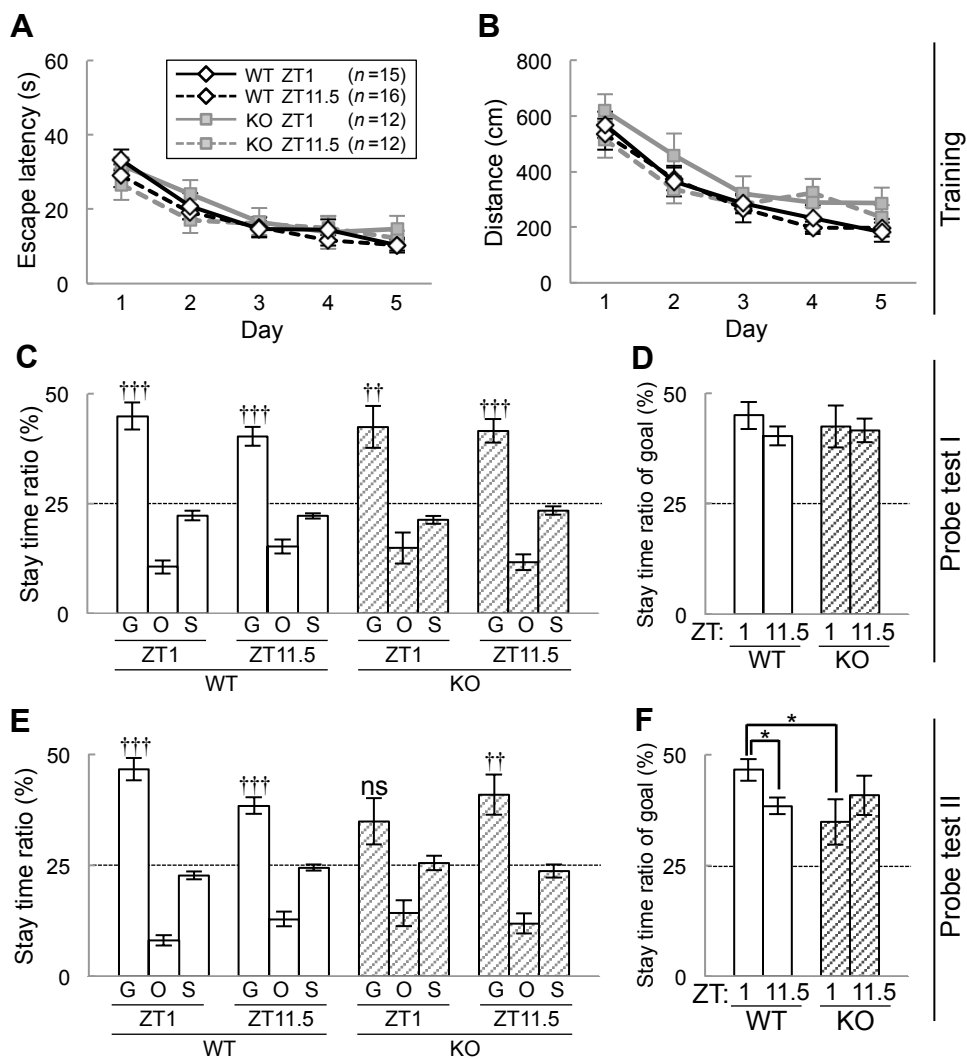 A
Escape latency (s)
60
40
20
0
WT ZT1 (n=15)
WT ZT11.5 (n=16)
KO ZT1 (n=12)
KO ZT11.5 (n=12)
1 2 3 4 5
Day
B
Distance (cm)
800
600
400
200
0
1 2 3 4 5
Day
Training
C
Stay time ratio (%)
50
25
0
††† ††† †† †††
G O S G O S G O S G O S
ZT1 ZT11.5 ZT1 ZT11.5
WT KO
D
Stay time ratio of goal (%)
50
25
0
ZT: 1 11.5 1 11.5
WT KO
Probe test I
E
Stay time ratio (%)
50
25
0
††† ††† ns ††
G O S G O S G O S G O S
ZT1 ZT11.5 ZT1 ZT11.5
WT KO
F
Stay time ratio of goal (%)
50
25
0
*
*
ZT: 1 11.5 1 11.5
WT KO
Probe test II